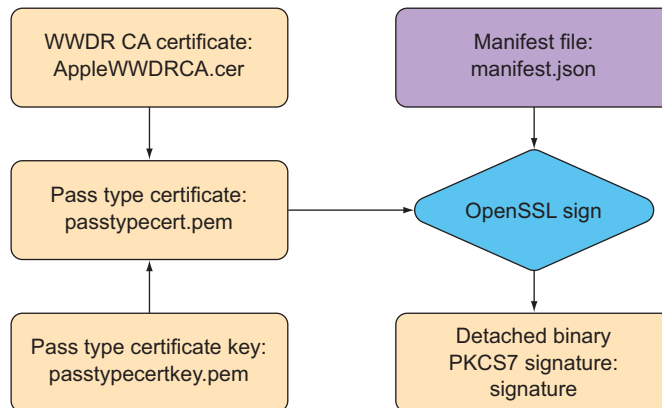 WWDR CA certificate:
AppleWWDRCA.cer
Manifest file:
manifest.json
Pass type certificate:
passtypecert.pem
OpenSSL sign
Pass type certificate key:
passtypecertkey.pem
Detached binary
PKCS7 signature:
signature